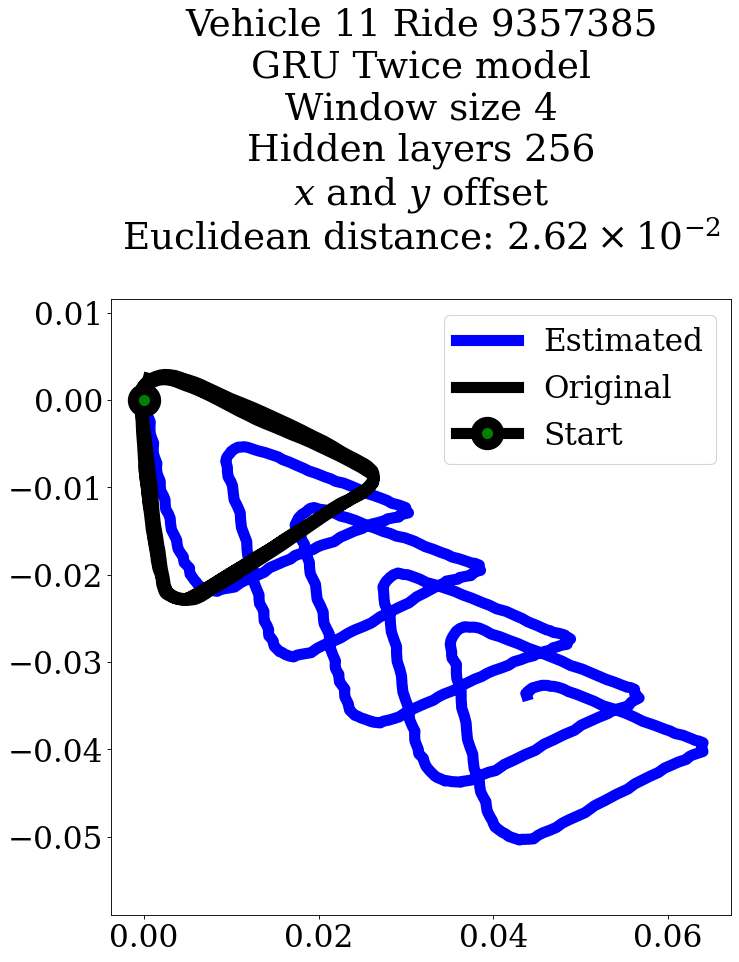 Vehicle 11 Ride 9357385
GRU Twice model
Window size 4
Hidden layers 256
x and y offset
Euclidean distance: 2.62 × 10⁻²
Estimated
Original
Start
0.01
0.00
−0.01
−0.02
−0.03
−0.04
−0.05
0.00 0.02 0.04 0.06